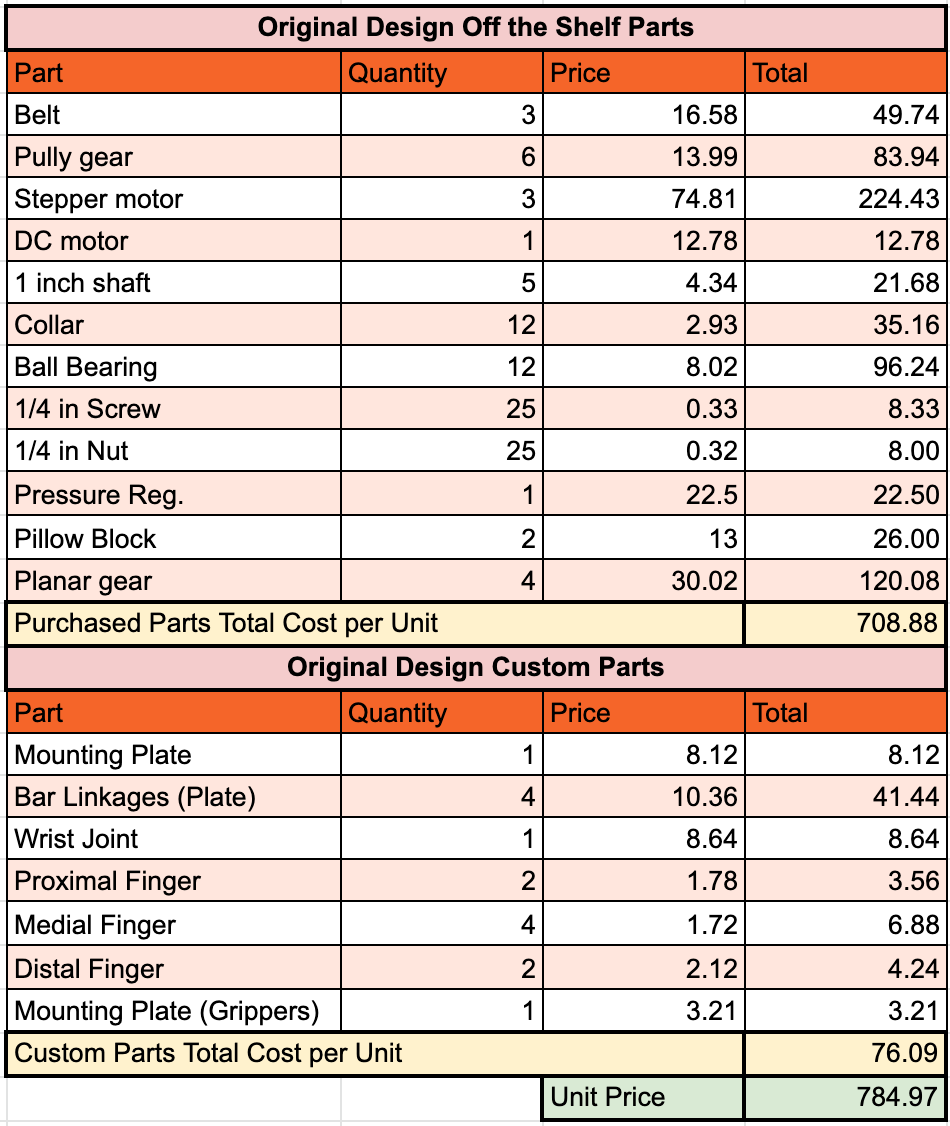 Original Design Off the Shelf Parts
Part Quantity Price Total
Belt 3 16.58 49.74
Pully gear 6 13.99 83.94
Stepper motor 3 74.81 224.43
DC motor 1 12.78 12.78
1 inch shaft 5 4.34 21.68
Collar 12 2.93 35.16
Ball Bearing 12 8.02 96.24
1/4 in Screw 25 0.33 8.33
1/4 in Nut 25 0.32 8.00
Pressure Reg. 1 22.5 22.50
Pillow Block 2 13 26.00
Planar gear 4 30.02 120.08
Purchased Parts Total Cost per Unit 708.88
Original Design Custom Parts
Part Quantity Price Total
Mounting Plate 1 8.12 8.12
Bar Linkages (Plate) 4 10.36 41.44
Wrist Joint 1 8.64 8.64
Proximal Finger 2 1.78 3.56
Medial Finger 4 1.72 6.88
Distal Finger 2 2.12 4.24
Mounting Plate (Grippers) 1 3.21 3.21
Custom Parts Total Cost per Unit 76.09
Unit Price 784.97